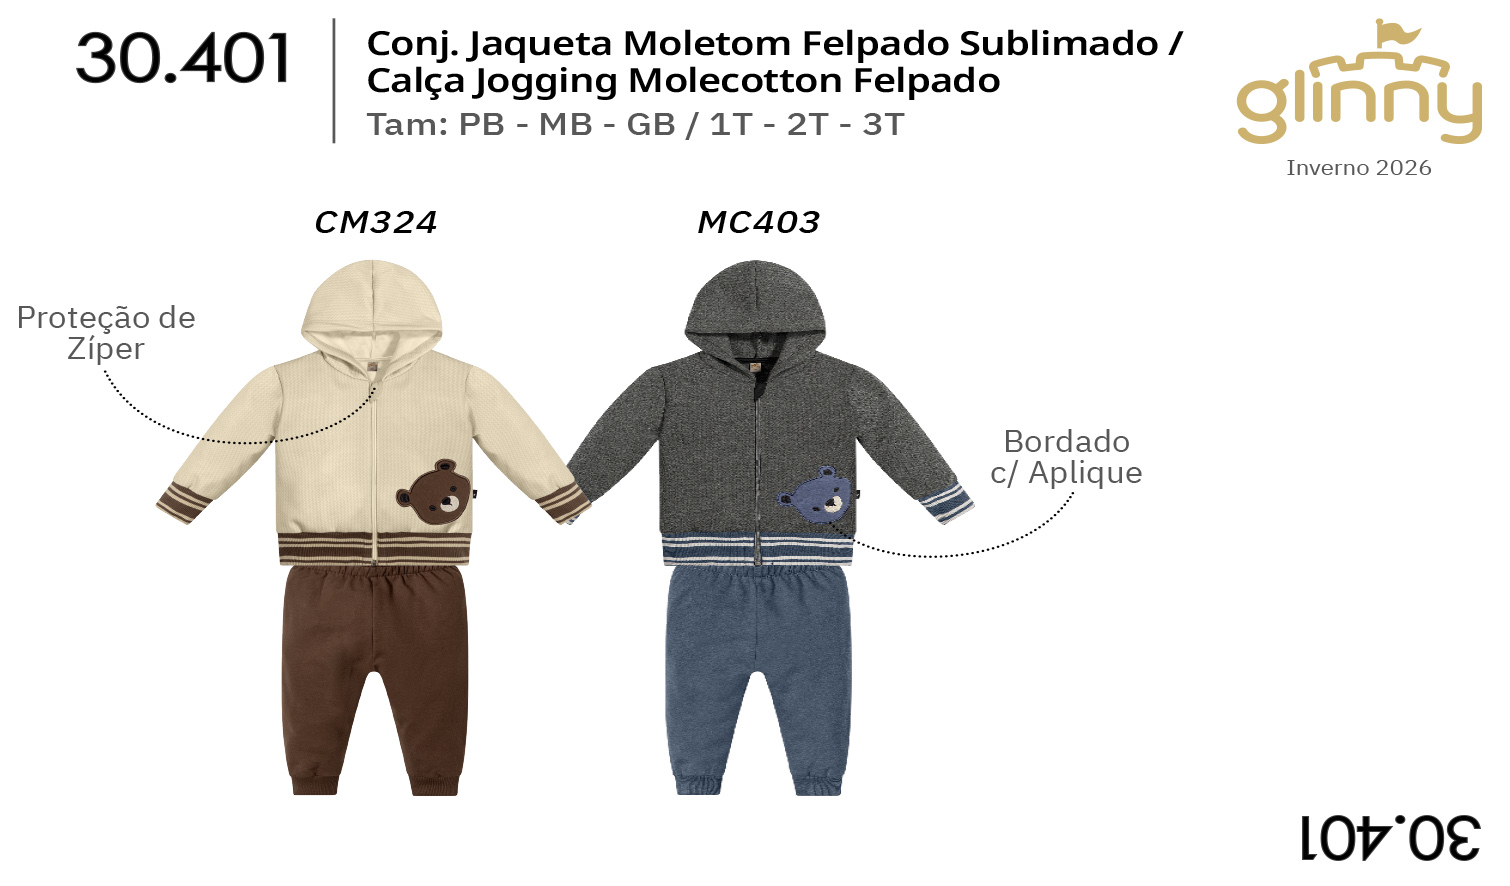 30.401
Conj. Jaqueta Moletom Felpado Sublimado /
Calça Jogging Molecotton Felpado
Tam: PB - MB - GB / 1T - 2T - 3T
glinny
Inverno 2026
CM324
MC403
Proteção de
Zíper
Bordado
c/ Aplique
30.401